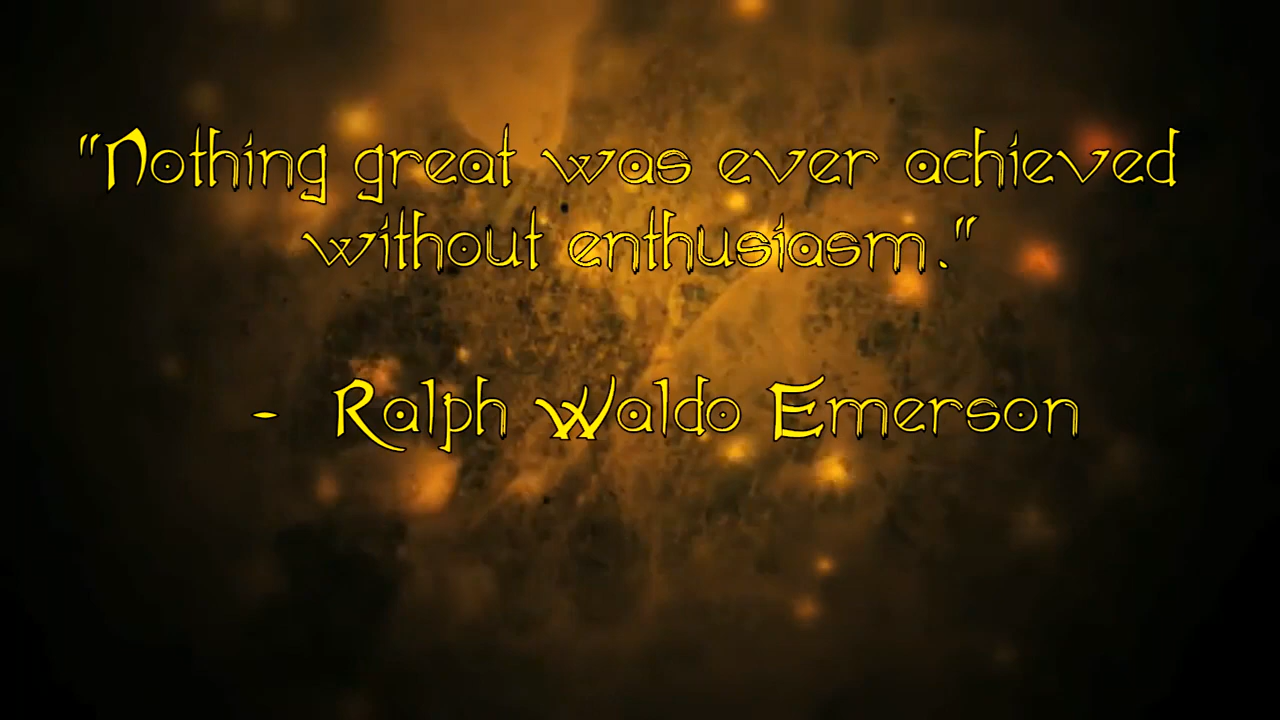 "Nothing great was ever achieved
without enthusiasm."
- Ralph Waldo Emerson